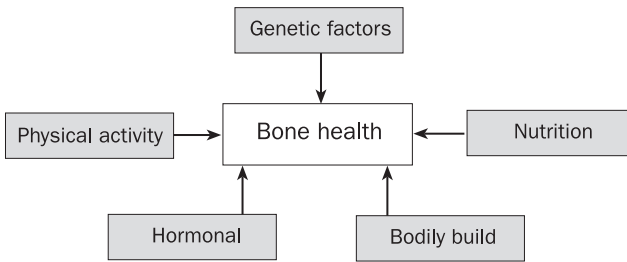 Genetic factors
Physical activity
Bone health
Nutrition
Hormonal
Bodily build